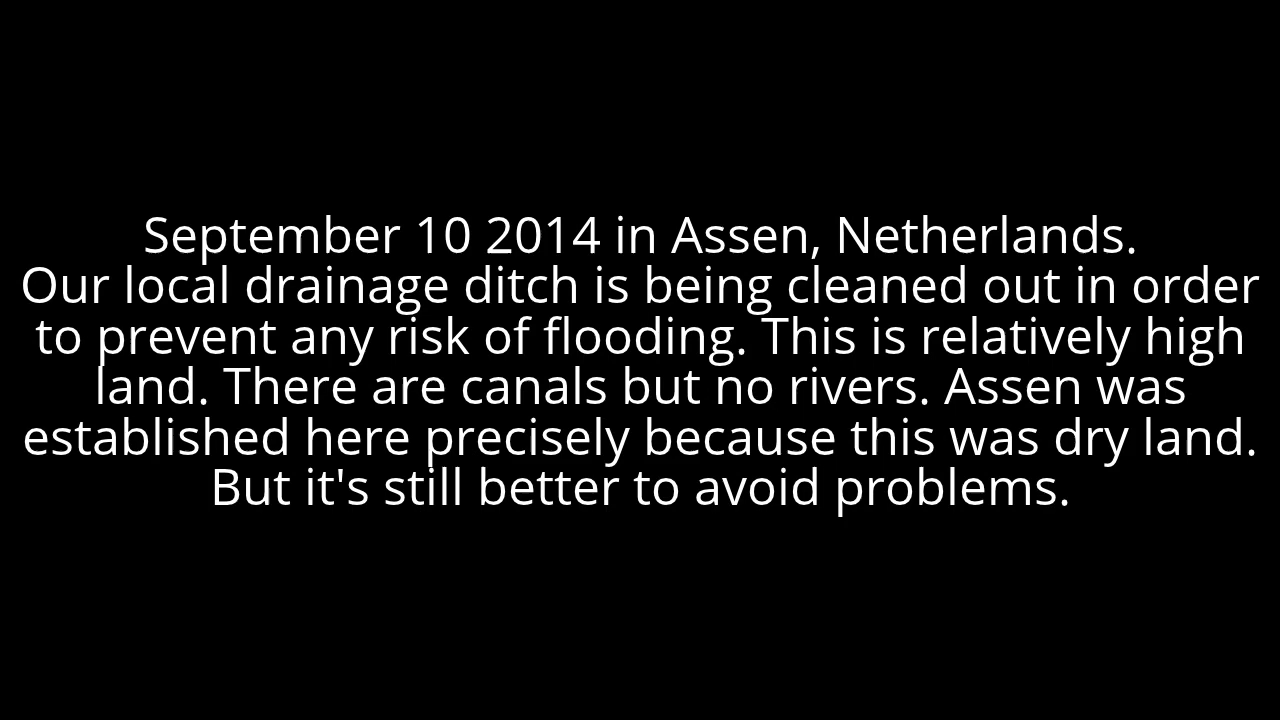 September 10 2014 in Assen, Netherlands.
Our local drainage ditch is being cleaned out in order
to prevent any risk of flooding. This is relatively high
land. There are canals but no rivers. Assen was
established here precisely because this was dry land.
But it's still better to avoid problems.